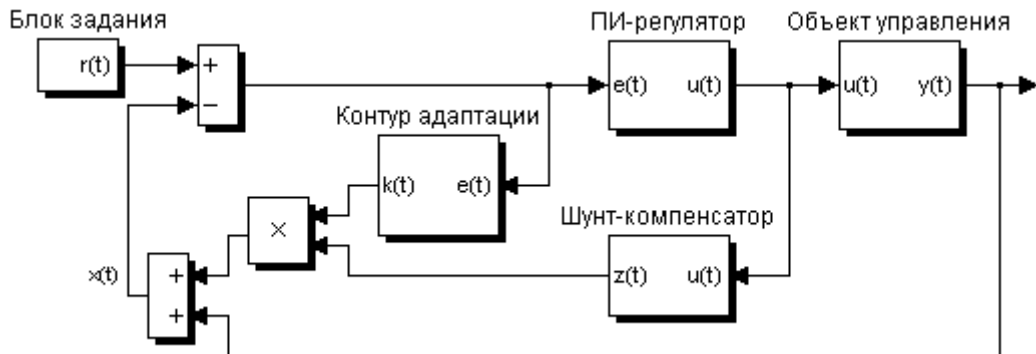 Блок задания
ПИ-регулятор
Объект управления
r(t)
+
−
e(t) u(t)
u(t) y(t)
Контур адаптации
k(t) e(t)
×
Шунт-компенсатор
z(t) u(t)
x(t)
+
+